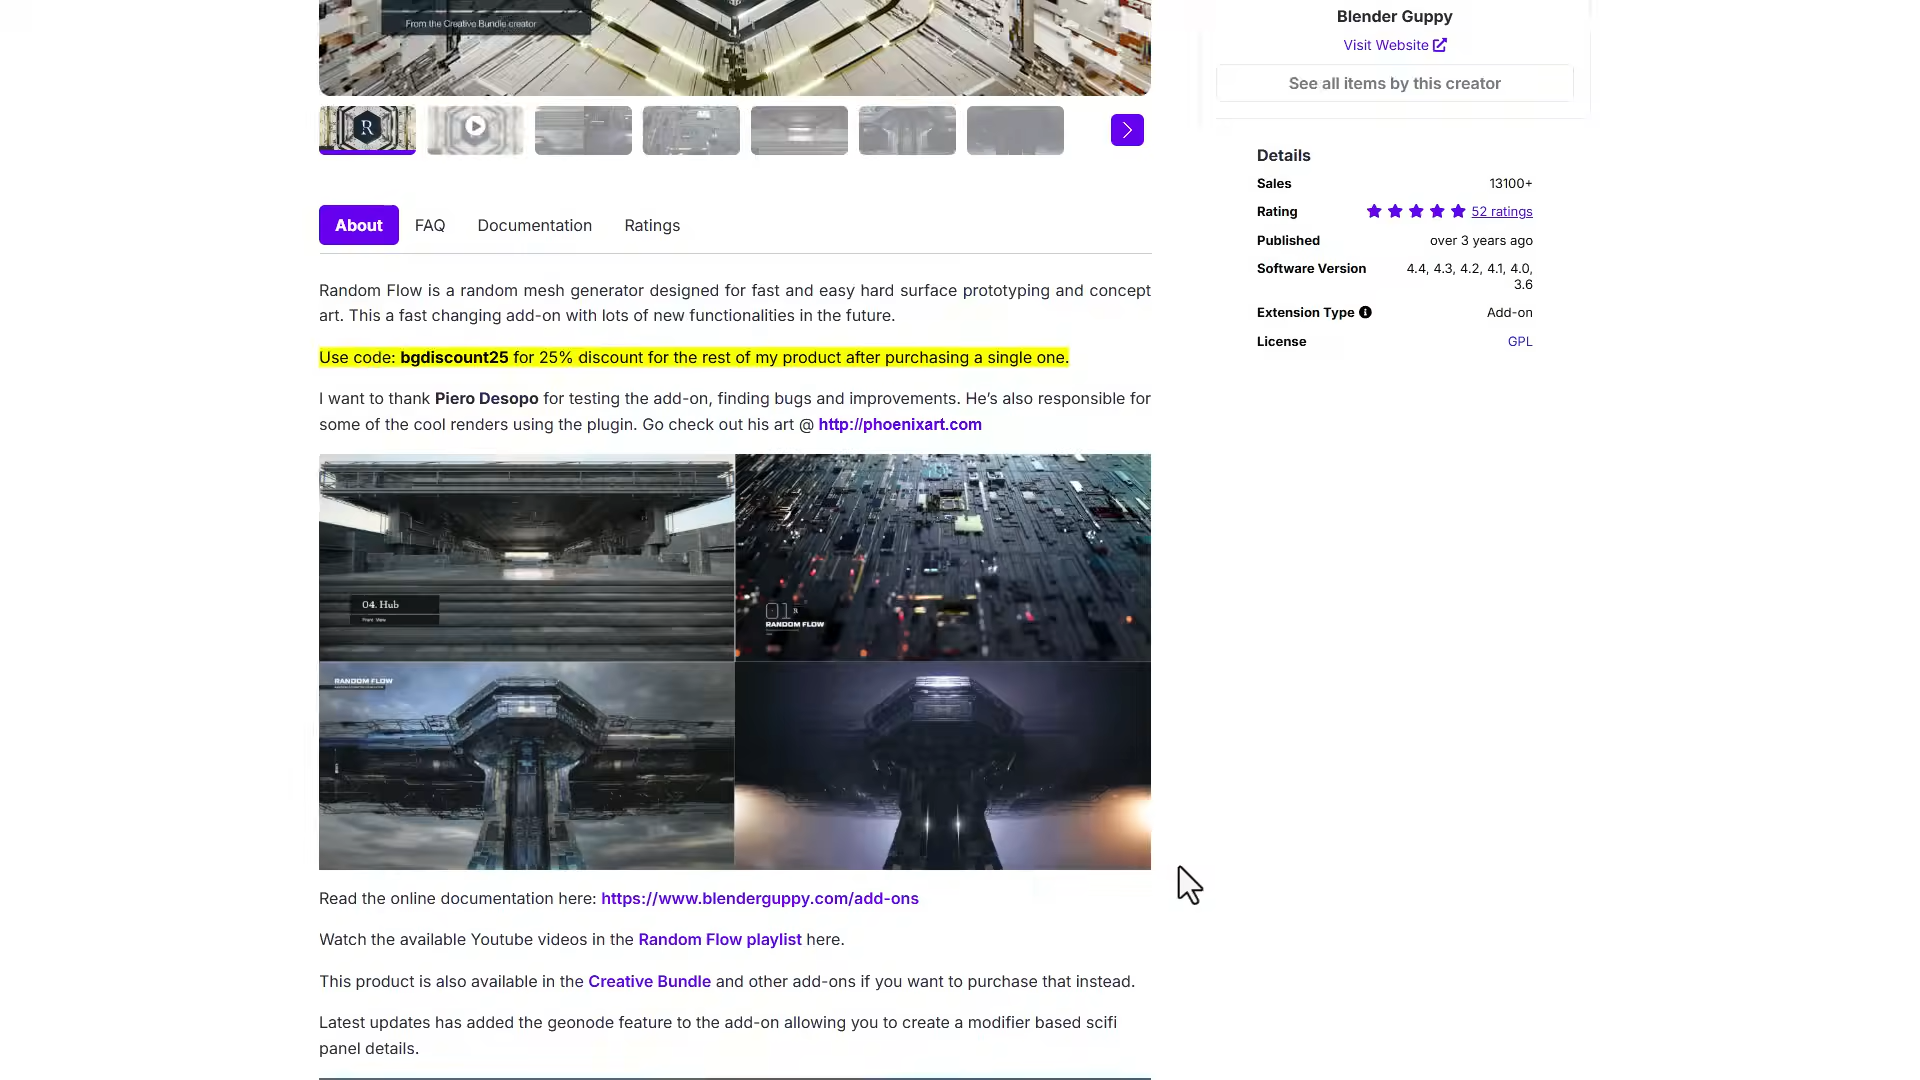 From the Creative Bundle creator
Blender Guppy
Visit Website
See all items by this creator
R
Details
Sales 13100+
Rating 52 ratings
Published over 3 years ago
Software Version 4.4, 4.3, 4.2, 4.1, 4.0,
3.6
Extension Type Add-on
License GPL
About FAQ Documentation Ratings
Random Flow is a random mesh generator designed for fast and easy hard surface prototyping and concept
art. This a fast changing add-on with lots of new functionalities in the future.
Use code: bgdiscount25 for 25% discount for the rest of my product after purchasing a single one.
I want to thank Piero Desopo for testing the add-on, finding bugs and improvements. He's also responsible for
some of the cool renders using the plugin. Go check out his art @ http://phoenixart.com
04. Hub
01 R
RANDOM FLOW
RANDOM FLOW
Read the online documentation here: https://www.blenderguppy.com/add-ons
Watch the available Youtube videos in the Random Flow playlist here.
This product is also available in the Creative Bundle and other add-ons if you want to purchase that instead.
Latest updates has added the geonode feature to the add-on allowing you to create a modifier based scifi
panel details.